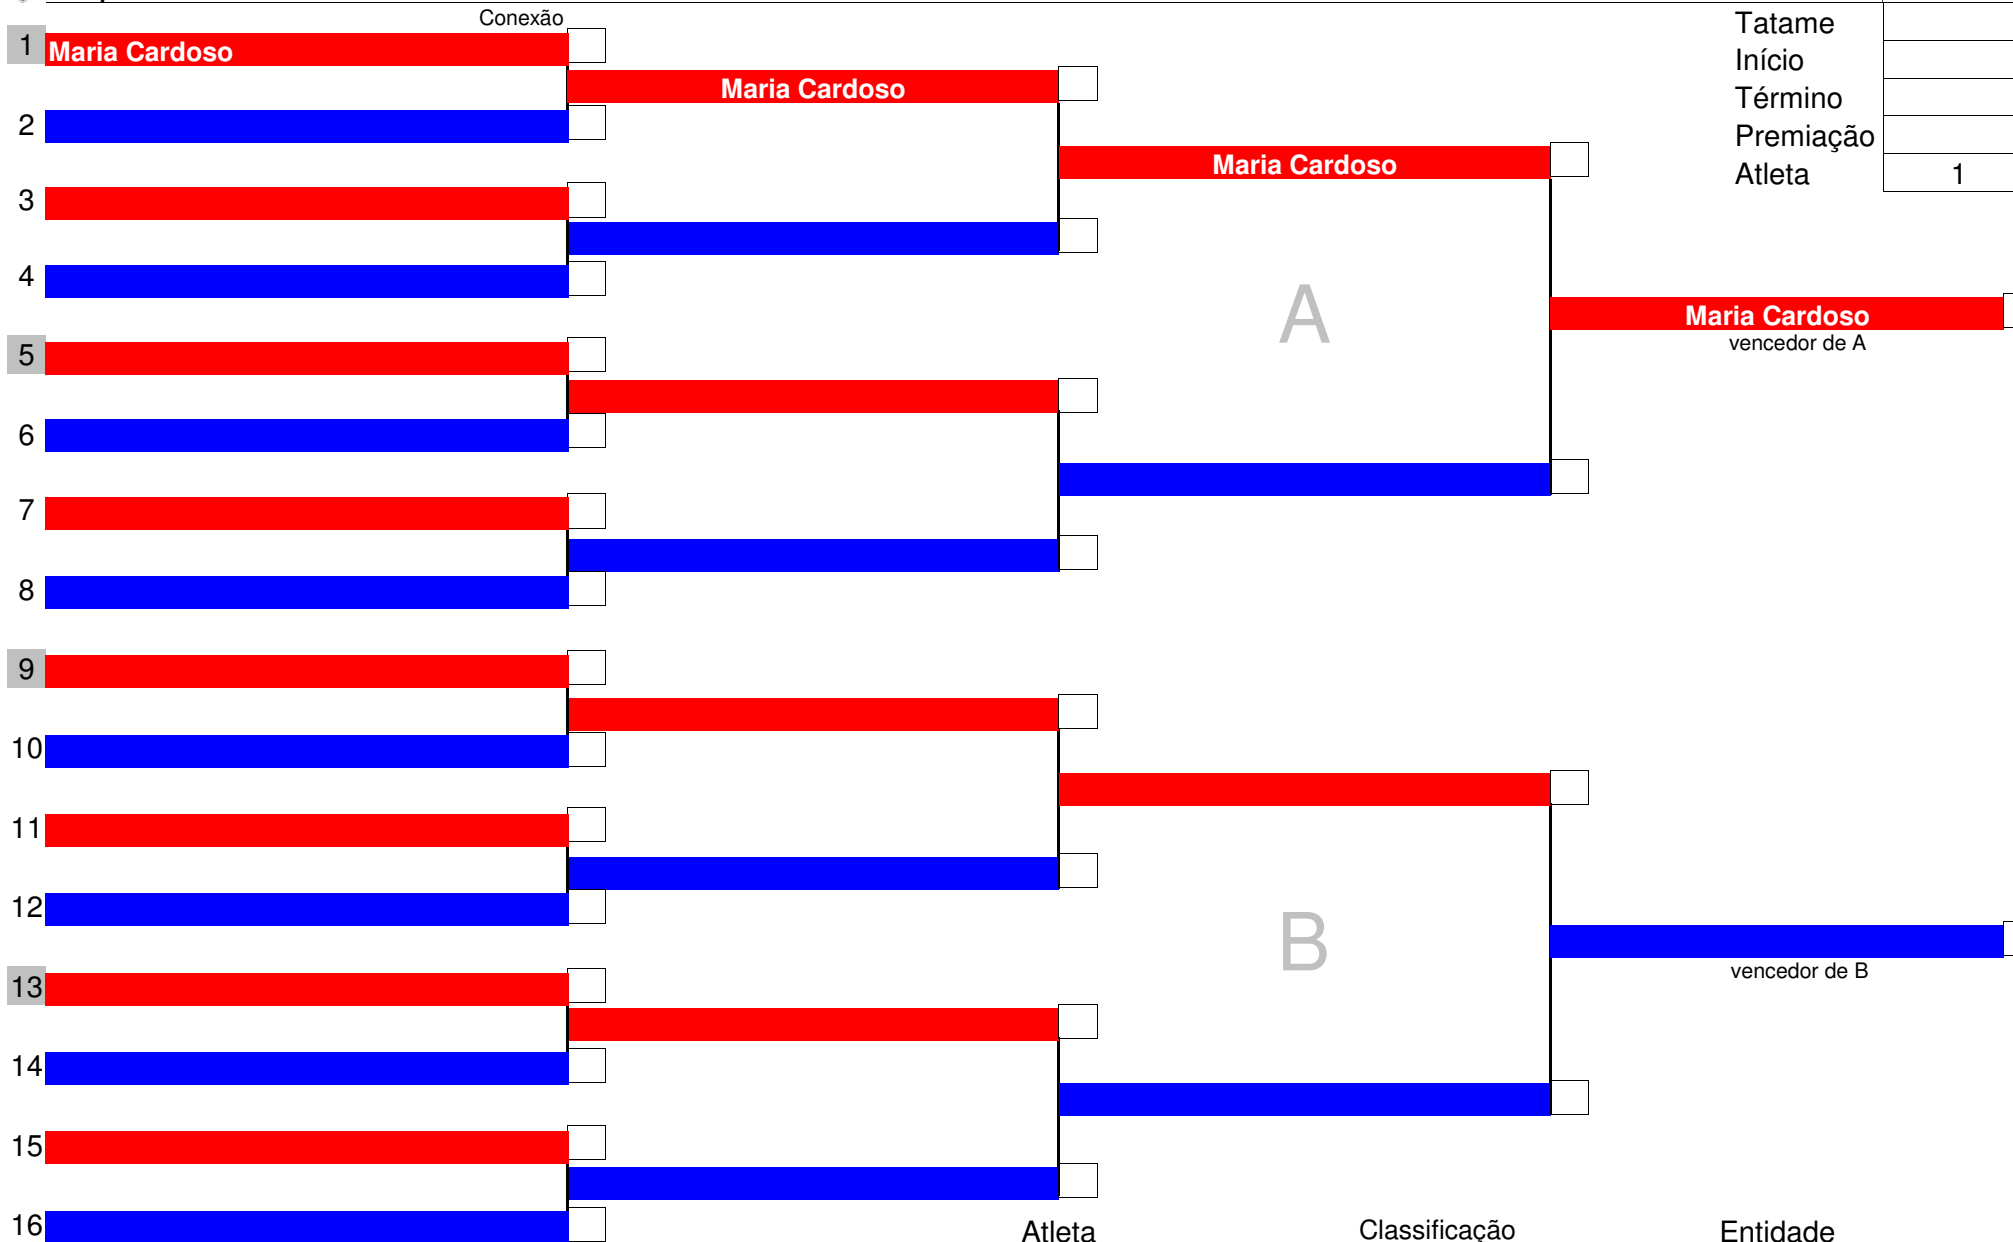 Conexão
Tatame
1 Maria Cardoso
Início
Maria Cardoso
Término
2
Premiação
Maria Cardoso
Atleta 1
3
4
A
Maria Cardoso
vencedor de A
5
6
7
8
9
10
11
12
B
vencedor de B
13
14
15
16
Atleta Classificação Entidade